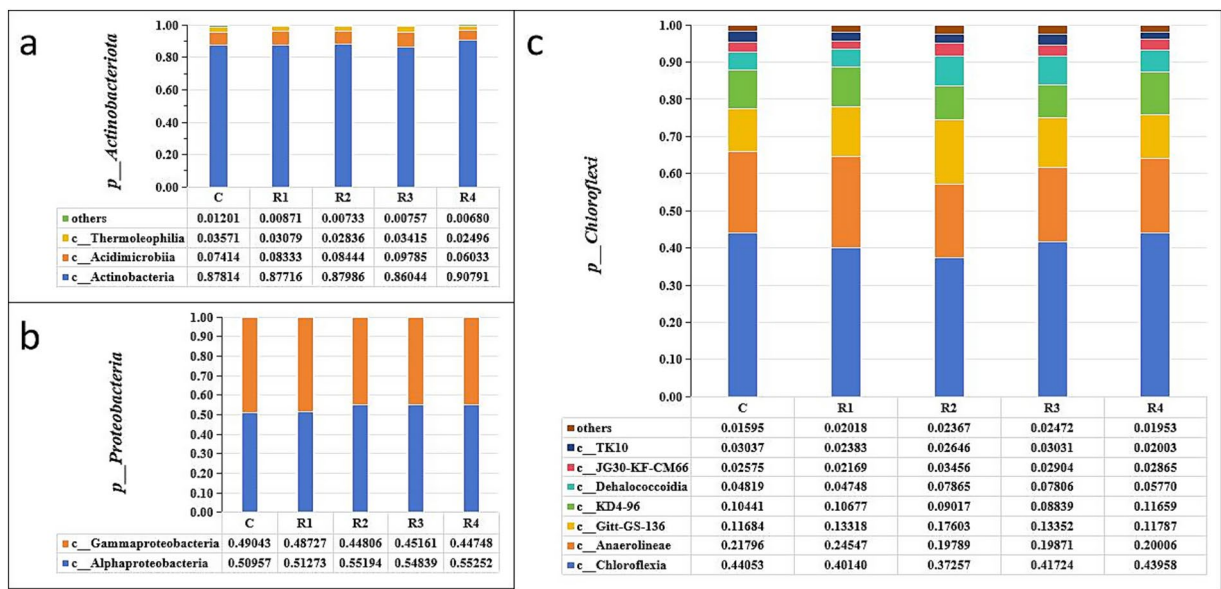 a
p__Actinobacteriota
1.00
0.80
0.60
0.40
0.20
0.00
C R1 R2 R3 R4
others 0.01201 0.00871 0.00733 0.00757 0.00680
c__Thermoleophilia 0.03571 0.03079 0.02836 0.03415 0.02496
c__Acidimicrobiia 0.07414 0.08333 0.08444 0.09785 0.06033
c__Actinobacteria 0.87814 0.87716 0.87986 0.86044 0.90791
b
p__Proteobacteria
1.00
0.90
0.80
0.70
0.60
0.50
0.40
0.30
0.20
0.10
0.00
C R1 R2 R3 R4
c__Gammaproteobacteria 0.49043 0.48727 0.44806 0.45161 0.44748
c__Alphaproteobacteria 0.50957 0.51273 0.55194 0.54839 0.55252
c
p__Chloroflexi
1.00
0.90
0.80
0.70
0.60
0.50
0.40
0.30
0.20
0.10
0.00
C R1 R2 R3 R4
others 0.01595 0.02018 0.02367 0.02472 0.01953
c__TK10 0.03037 0.02383 0.02646 0.03031 0.02003
c__JG30-KF-CM66 0.02575 0.02169 0.03456 0.02904 0.02865
c__Dehalococcoidia 0.04819 0.04748 0.07865 0.07806 0.05770
c__KD4-96 0.10441 0.10677 0.09017 0.08839 0.11659
c__Gitt-GS-136 0.11684 0.13318 0.17603 0.13352 0.11787
c__Anaerolineae 0.21796 0.24547 0.19789 0.19871 0.20006
c__Chloroflexia 0.44053 0.40140 0.37257 0.41724 0.43958